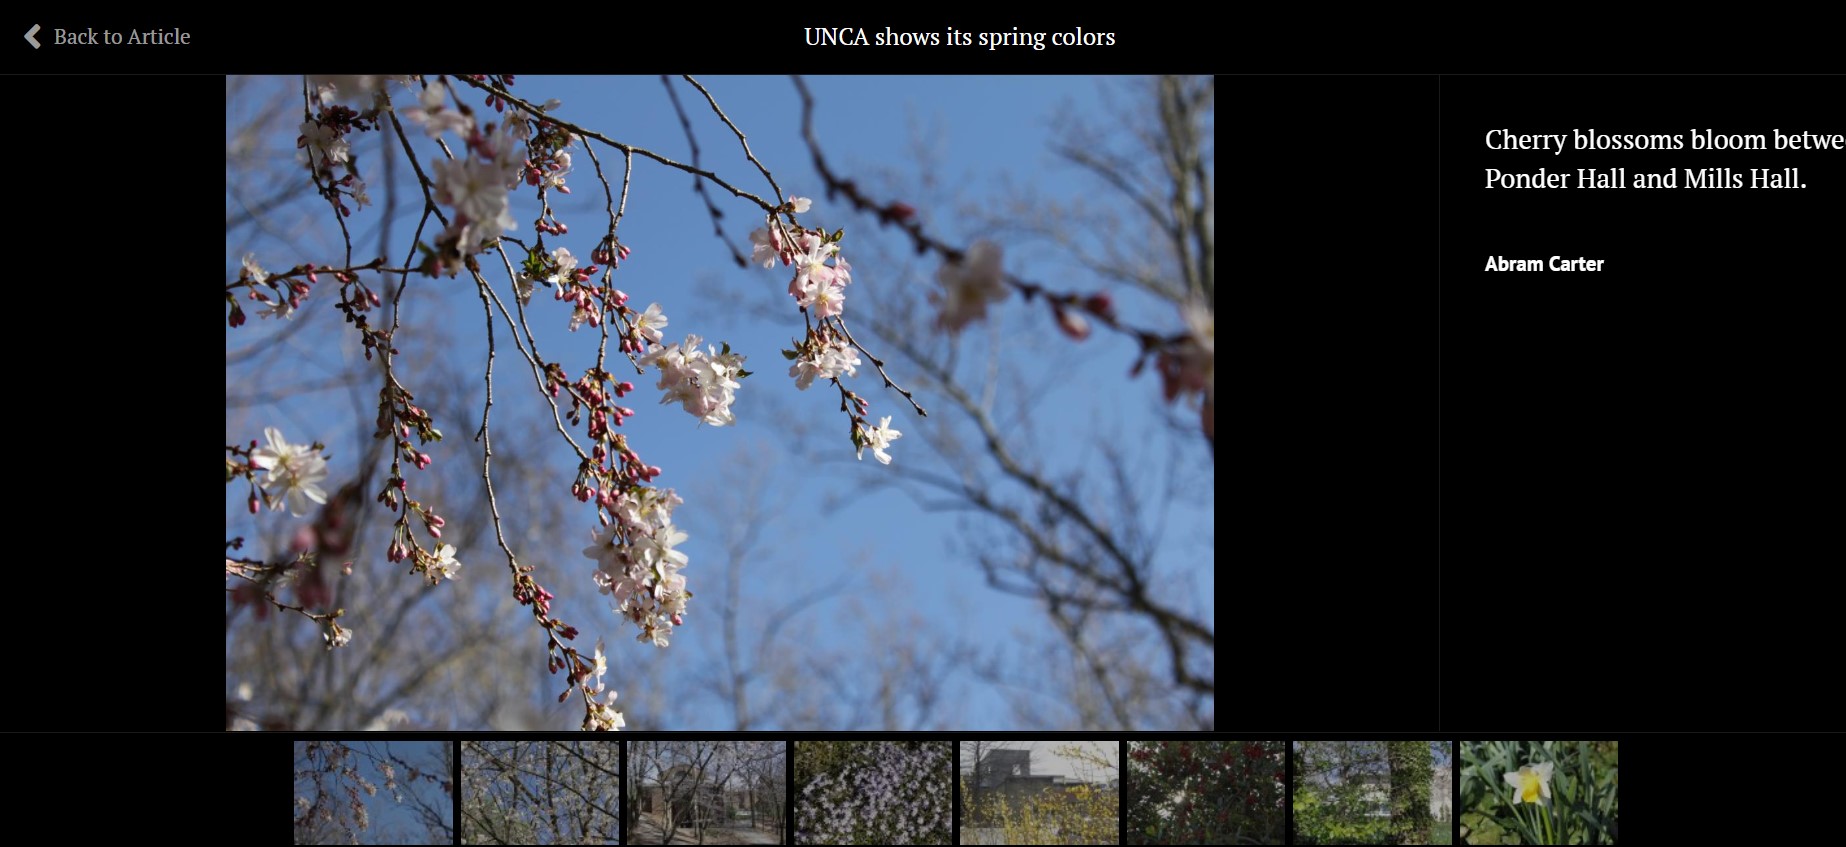 Back to Article
UNCA shows its spring colors
Cherry blossoms bloom betwe
Ponder Hall and Mills Hall.
Abram Carter